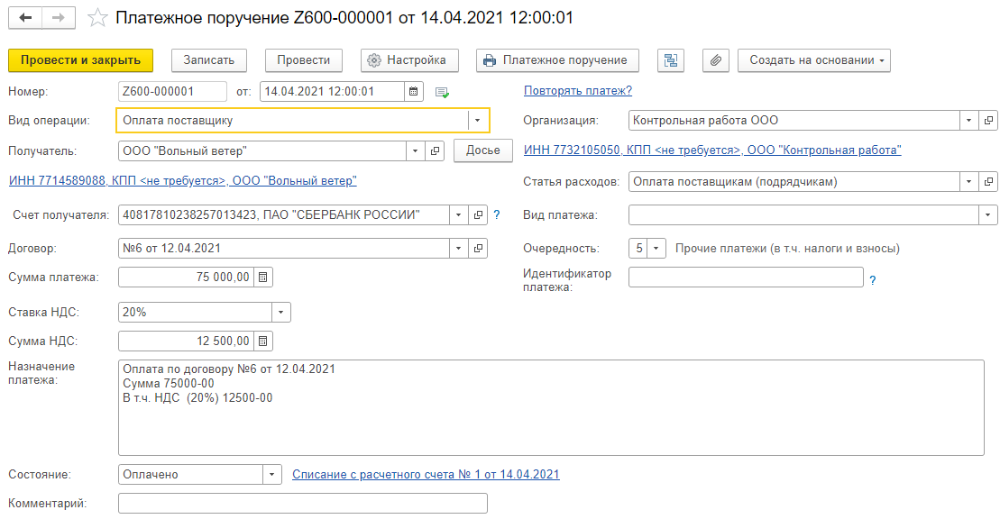 Платежное поручение Z600-000001 от 14.04.2021 12:00:01
Провести и закрыть Записать Провести Настройка Платежное поручение Создать на основании
Номер: Z600-000001 от: 14.04.2021 12:00:01 Повторять платеж?
Вид операции: Оплата поставщику Организация: Контрольная работа ООО
Получатель: ООО "Вольный ветер" Досье ИНН 7732105050, КПП <не требуется>, ООО "Контрольная работа"
ИНН 7714589088, КПП <не требуется>, ООО "Вольный ветер" Статья расходов: Оплата поставщикам (подрядчикам)
Счет получателя: 40817810238257013423, ПАО "СБЕРБАНК РОССИИ" ? Вид платежа:
Договор: №6 от 12.04.2021 Очередность: 5 Прочие платежи (в т.ч. налоги и взносы)
Сумма платежа: 75 000,00 Идентификатор
платежа: ?
Ставка НДС: 20%
Сумма НДС: 12 500,00
Назначение
платежа:
Оплата по договору №6 от 12.04.2021
Сумма 75000-00
В т.ч. НДС (20%) 12500-00
Состояние: Оплачено Списание с расчетного счета № 1 от 14.04.2021
Комментарий: